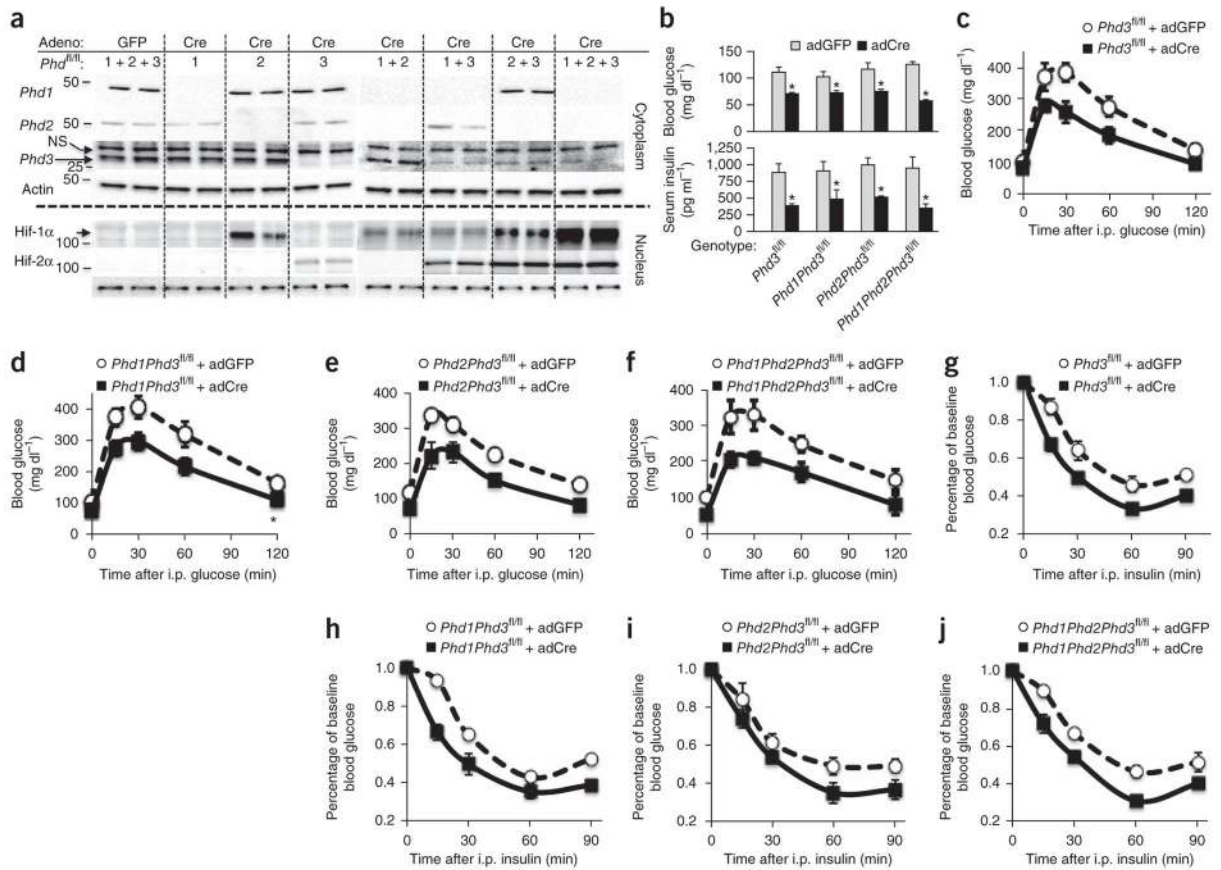 a
Adeno: GFP Cre Cre Cre Cre Cre Cre Cre
Phd^fl/fl: 1 + 2 + 3 1 2 3 1 + 2 1 + 3 2 + 3 1 + 2 + 3
50
Phd1
Phd2 50
NS
Phd3
25
Actin 50
Cytoplasm
Hif-1α
100
Hif-2α 100
Nucleus
b
adGFP adCre
Blood glucose
(mg dl⁻¹)
150
100
50
0
Serum insulin
(pg ml⁻¹)
1,250
1,000
750
500
250
0
* * * *
* * * *
Genotype:
Phd3^fl/fl
Phd1Phd3^fl/fl
Phd2Phd3^fl/fl
Phd1Phd2Phd3^fl/fl
c
Phd3^fl/fl + adGFP
Phd3^fl/fl + adCre
Blood glucose (mg dl⁻¹)
400
300
200
100
0
0 30 60 90 120
Time after i.p. glucose (min)
d
Phd1Phd3^fl/fl + adGFP
Phd1Phd3^fl/fl + adCre
Blood glucose
(mg dl⁻¹)
400
300
200
100
0
*
0 30 60 90 120
Time after i.p. glucose (min)
e
Phd2Phd3^fl/fl + adGFP
Phd2Phd3^fl/fl + adCre
Blood glucose
(mg dl⁻¹)
400
300
200
100
0
0 30 60 90 120
Time after i.p. glucose (min)
f
Phd1Phd2Phd3^fl/fl + adGFP
Phd1Phd2Phd3^fl/fl + adCre
Blood glucose
(mg dl⁻¹)
400
300
200
100
0
0 30 60 90 120
Time after i.p. glucose (min)
g
Phd3^fl/fl + adGFP
Phd3^fl/fl + adCre
Percentage of baseline
blood glucose
1.0
0.8
0.6
0.4
0.2
0 30 60 90
Time after i.p. insulin (min)
h
Phd1Phd3^fl/fl + adGFP
Phd1Phd3^fl/fl + adCre
Percentage of baseline
blood glucose
1.0
0.8
0.6
0.4
0.2
0 30 60 90
Time after i.p. insulin (min)
i
Phd2Phd3^fl/fl + adGFP
Phd2Phd3^fl/fl + adCre
Percentage of baseline
blood glucose
1.0
0.8
0.6
0.4
0.2
0 30 60 90
Time after i.p. insulin (min)
j
Phd1Phd2Phd3^fl/fl + adGFP
Phd1Phd2Phd3^fl/fl + adCre
Percentage of baseline
blood glucose
1.0
0.8
0.6
0.4
0.2
0 30 60 90
Time after i.p. insulin (min)